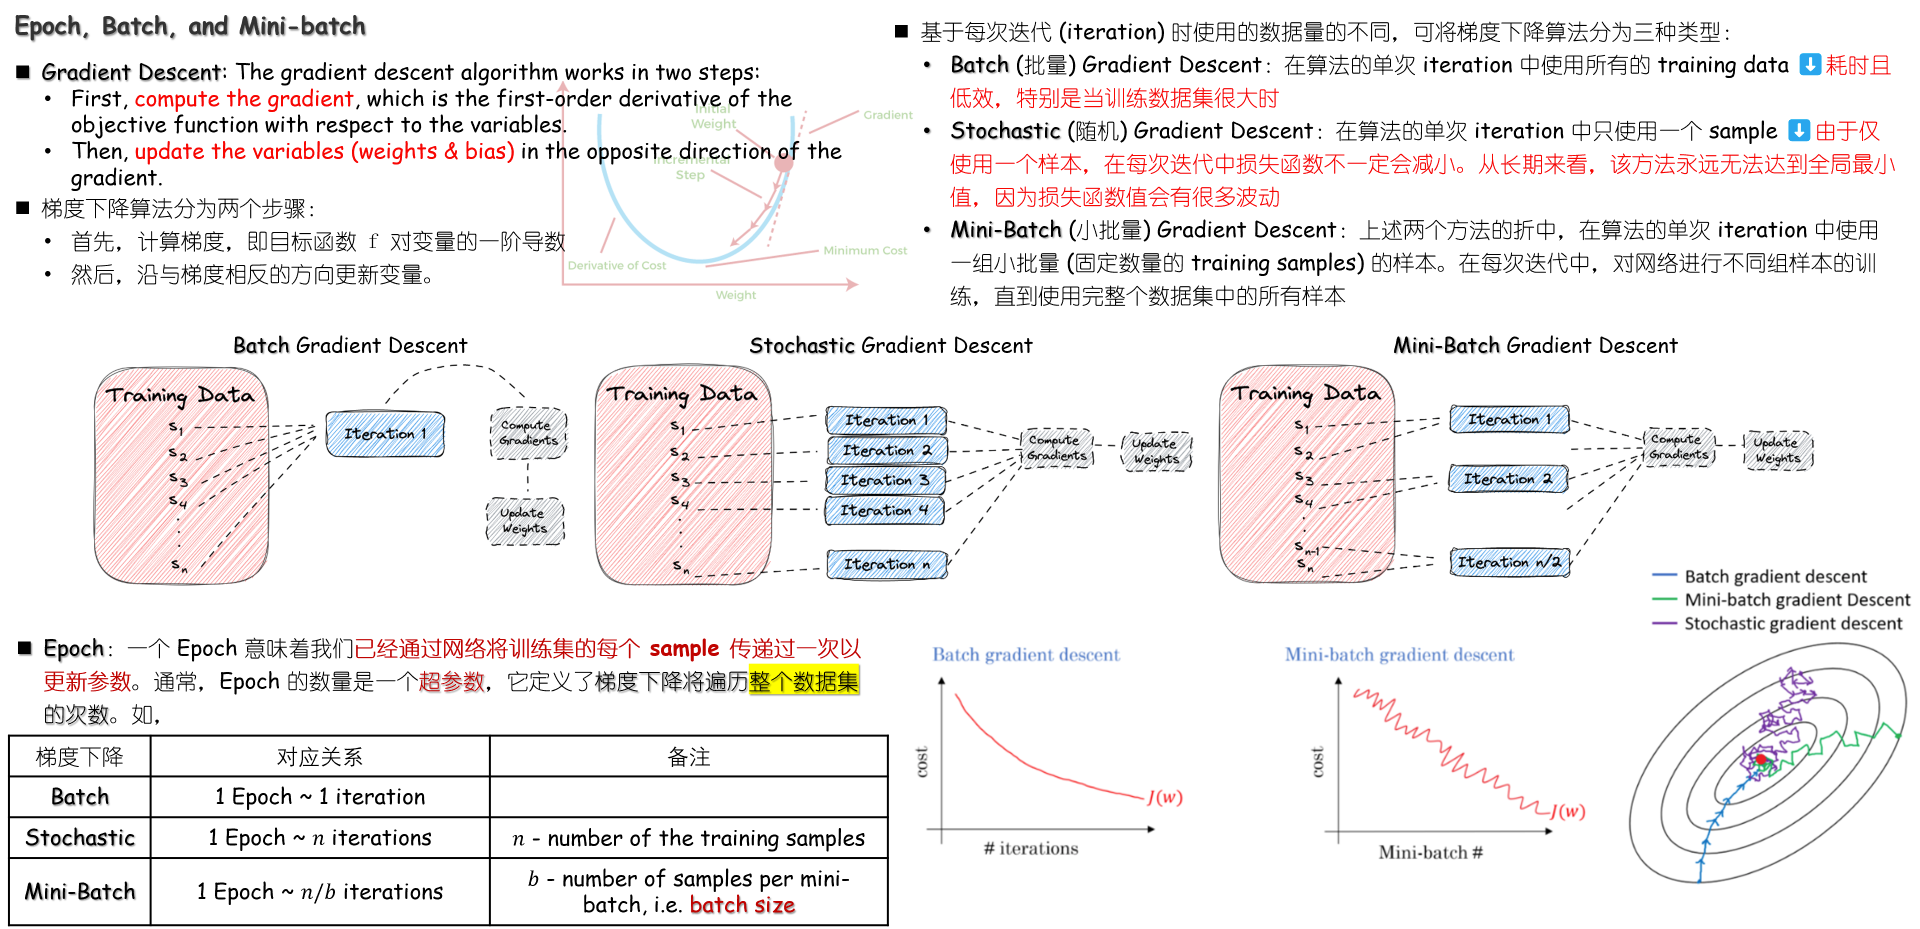 Epoch, Batch, and Mini-batch
■ Gradient Descent: The gradient descent algorithm works in two steps:
• First, compute the gradient, which is the first-order derivative of the
objective function with respect to the variables.
• Then, update the variables (weights & bias) in the opposite direction of the
gradient.
■ 梯度下降算法分为两个步骤：
• 首先，计算梯度，即目标函数 f 对变量的一阶导数
• 然后，沿与梯度相反的方向更新变量。
Initial
Weight
Gradient
Incremental
Step
Minimum Cost
Derivative of Cost
Weight
■ 基于每次迭代 (iteration) 时使用的数据量的不同，可将梯度下降算法分为三种类型：
• Batch (批量) Gradient Descent：在算法的单次 iteration 中使用所有的 training data ⬇ 耗时且
低效，特别是当训练数据集很大时
• Stochastic (随机) Gradient Descent：在算法的单次 iteration 中只使用一个 sample ⬇ 由于仅
使用一个样本，在每次迭代中损失函数不一定会减小。从长期来看，该方法永远无法达到全局最小
值，因为损失函数值会有很多波动
• Mini-Batch (小批量) Gradient Descent：上述两个方法的折中，在算法的单次 iteration 中使用
一组小批量 (固定数量的 training samples) 的样本。在每次迭代中，对网络进行不同组样本的训
练，直到使用完整个数据集中的所有样本
Batch Gradient Descent
Training Data
s1
s2
s3
s4
.
.
.
sn
Iteration 1
Compute
Gradients
Update
Weights
Stochastic Gradient Descent
Training Data
s1
s2
s3
s4
.
.
.
sn
Iteration 1
Iteration 2
Iteration 3
Iteration 4
Iteration n
Compute
Gradients
Update
Weights
Mini-Batch Gradient Descent
Training Data
s1
s2
s3
s4
.
.
.
sn-1
sn
Iteration 1
Iteration 2
Iteration n/2
Compute
Gradients
Update
Weights
■ Epoch：一个 Epoch 意味着我们已经通过网络将训练集的每个 sample 传递过一次以
更新参数。通常，Epoch 的数量是一个超参数，它定义了梯度下降将遍历整个数据集
的次数。如，
梯度下降 对应关系 备注
Batch 1 Epoch ~ 1 iteration
Stochastic 1 Epoch ~ n iterations n - number of the training samples
Mini-Batch 1 Epoch ~ n/b iterations b - number of samples per mini-
batch, i.e. batch size
Batch gradient descent
cost
J(w)
# iterations
Mini-batch gradient descent
cost
J(w)
Mini-batch #
Batch gradient descent
Mini-batch gradient Descent
Stochastic gradient descent